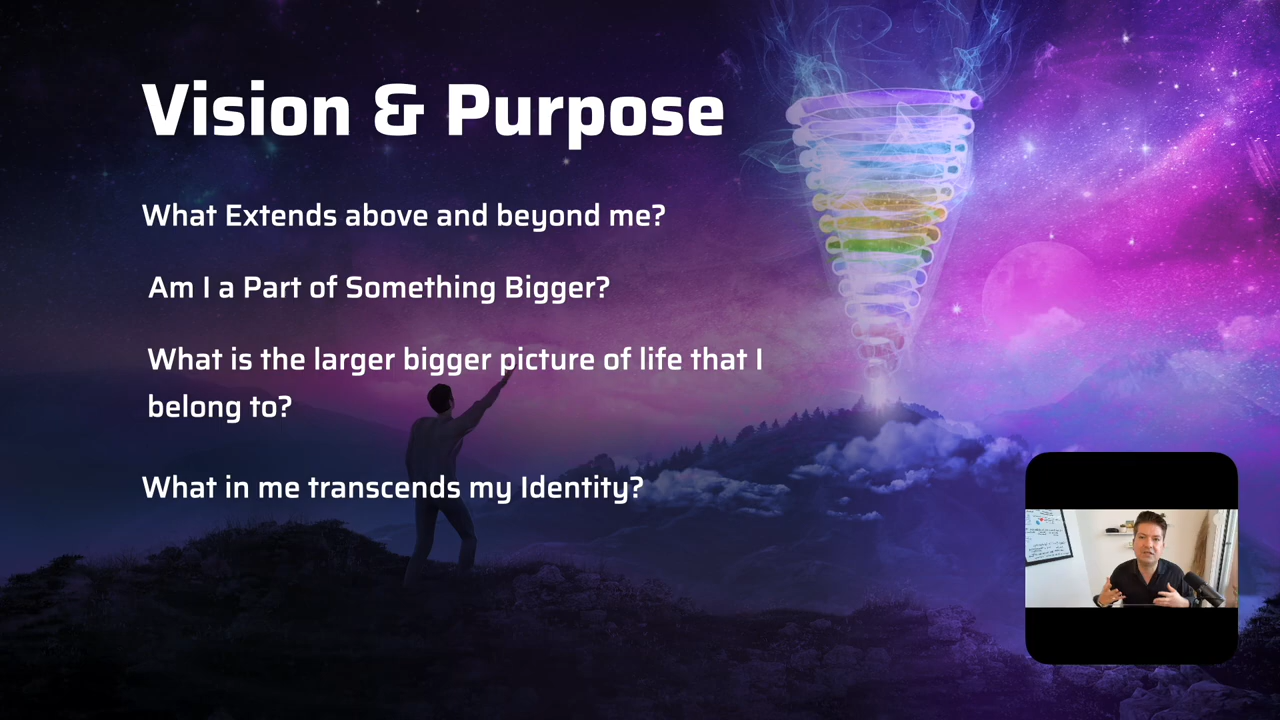 Vision & Purpose
What Extends above and beyond me?
Am I a Part of Something Bigger?
What is the larger bigger picture of life that I
belong to?
What in me transcends my Identity?